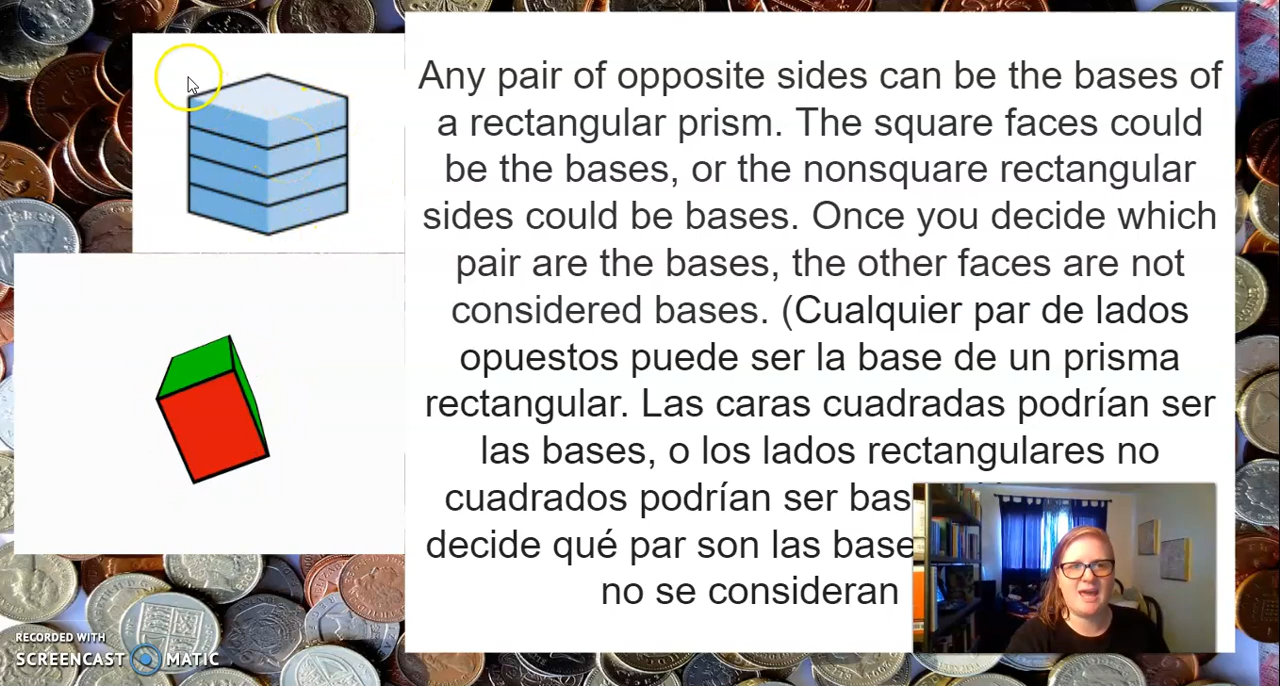 Any pair of opposite sides can be the bases of
a rectangular prism. The square faces could
be the bases, or the nonsquare rectangular
sides could be bases. Once you decide which
pair are the bases, the other faces are not
considered bases. (Cualquier par de lados
opuestos puede ser la base de un prisma
rectangular. Las caras cuadradas podrían ser
las bases, o los lados rectangulares no
cuadrados podrían ser bas
decide qué par son las base
no se consideran
RECORDED WITH
SCREENCAST MATIC